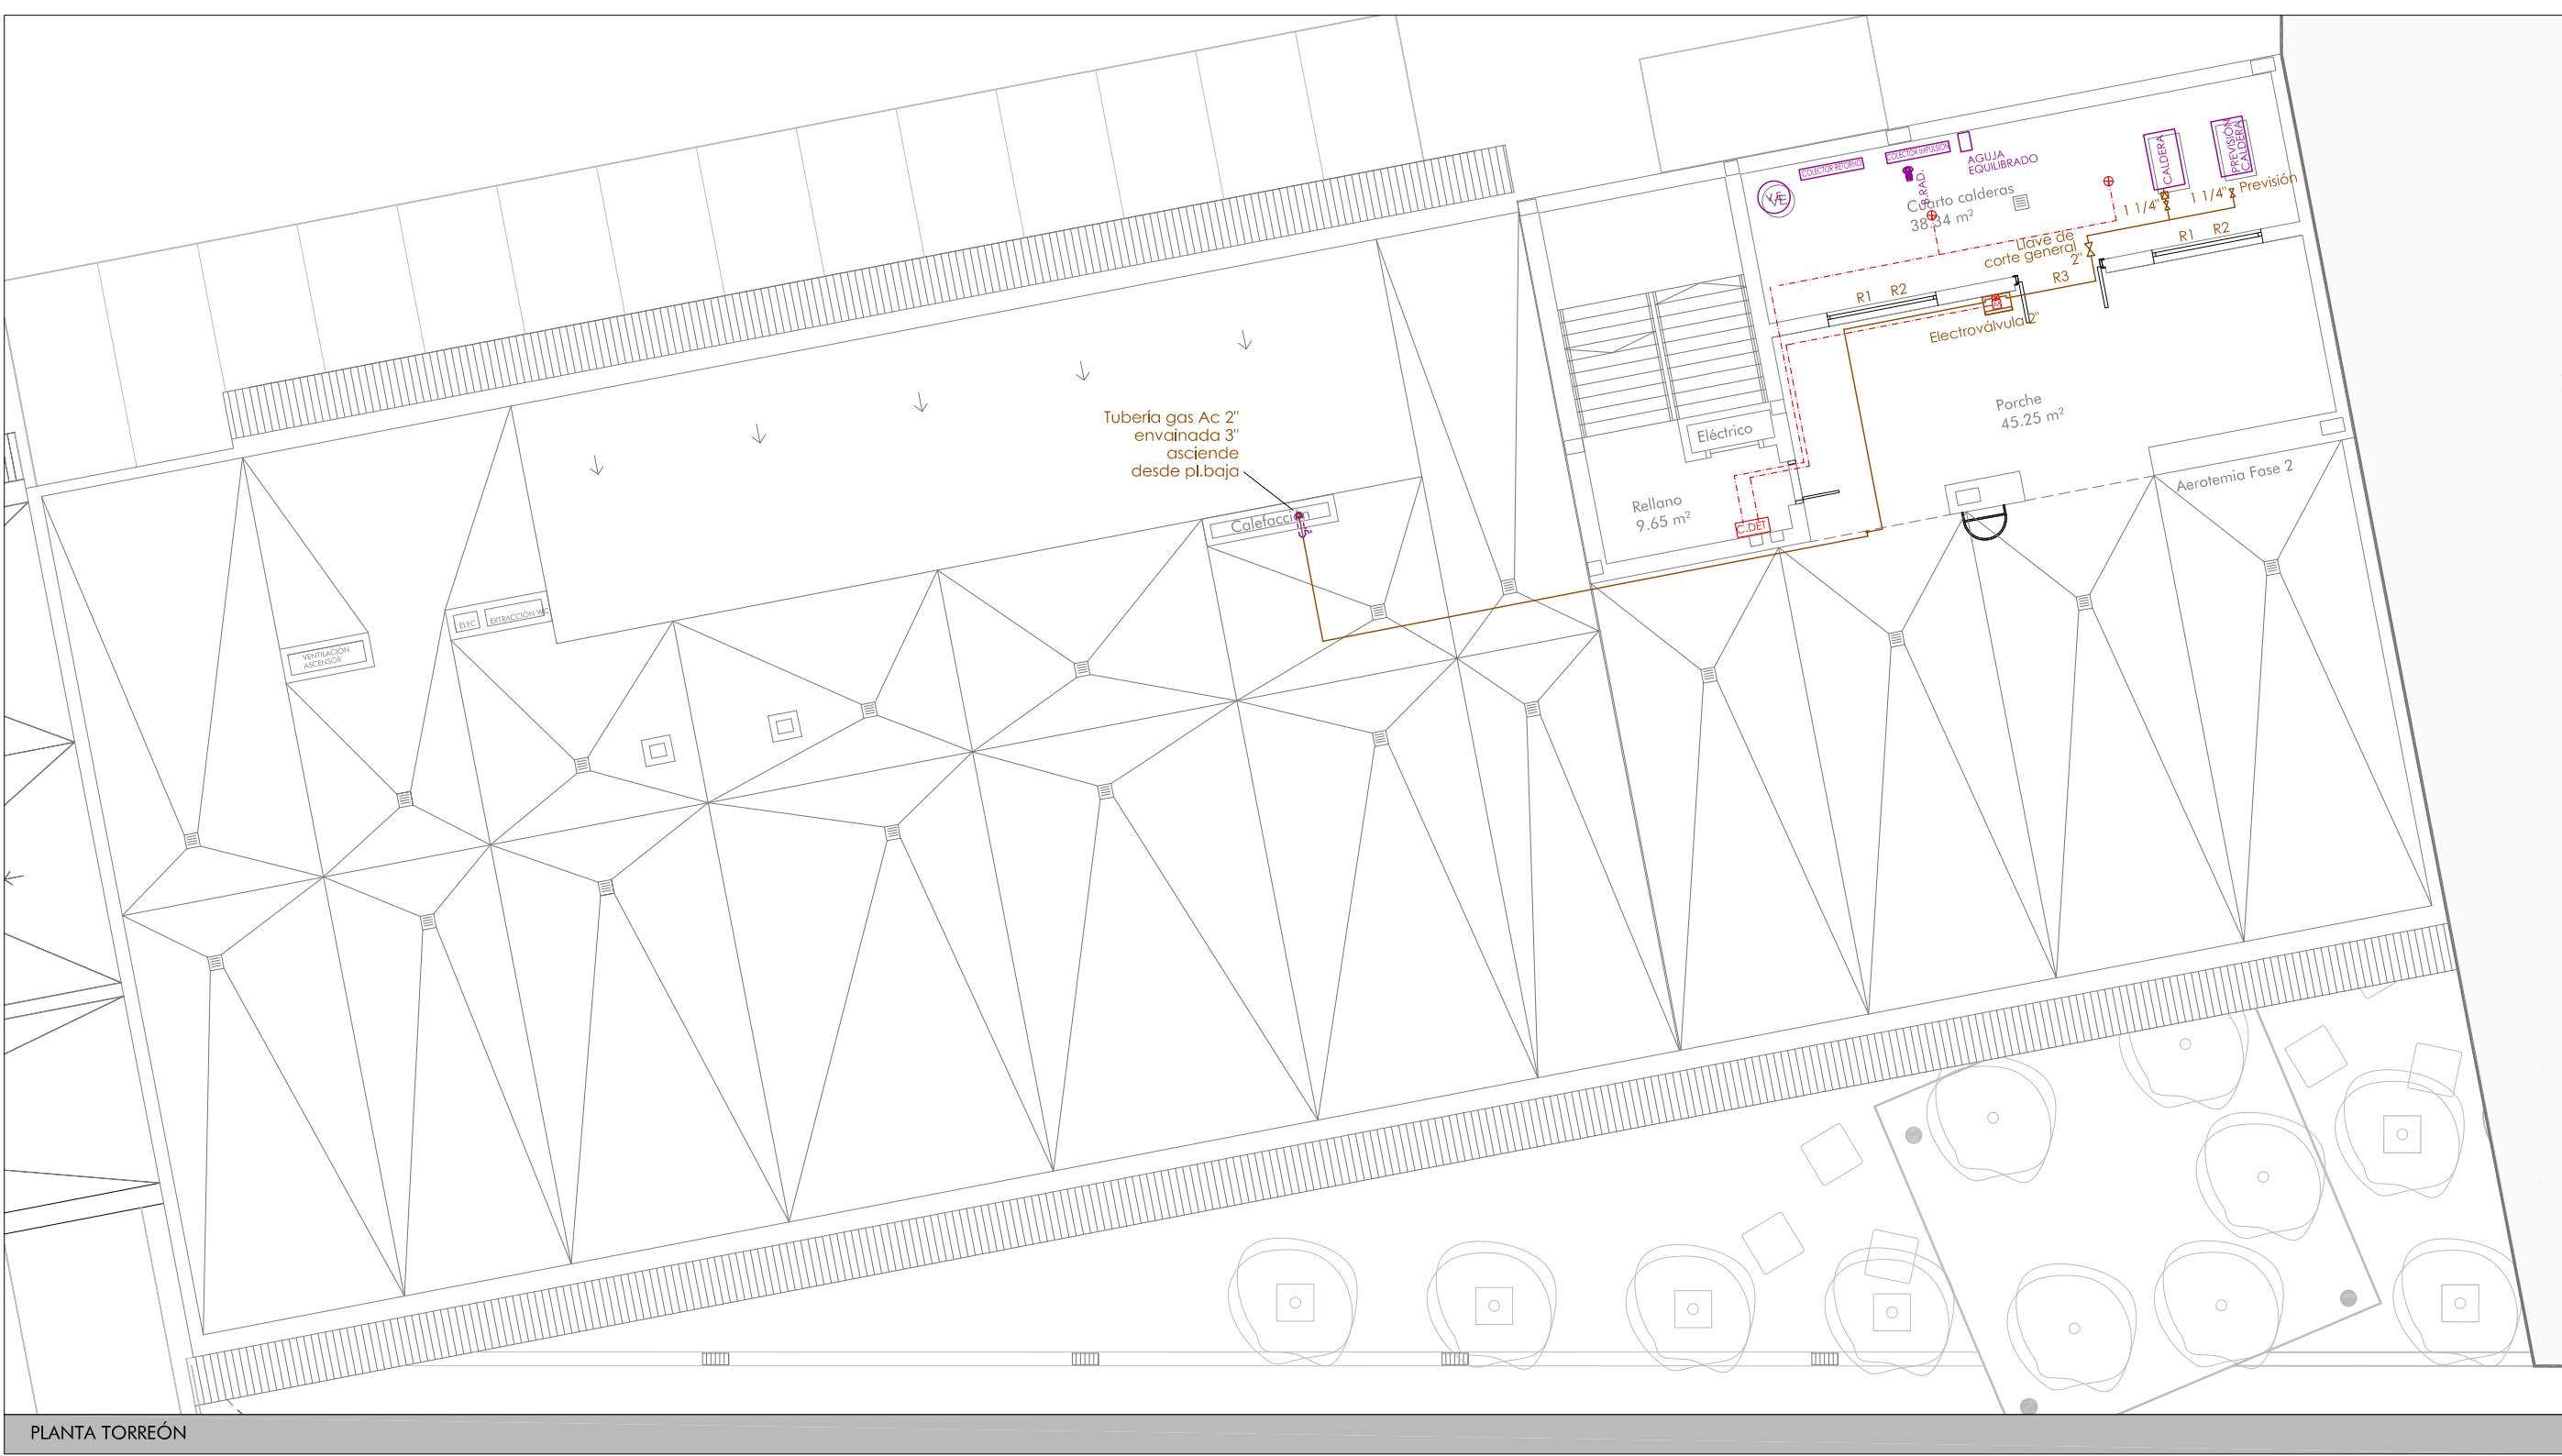 COLECTOR RETORNO
COLECTOR IMPULSIÓN
AGUJA
EQUILIBRADO
CALDERA
PREVISIÓN
CALDERA
V.E.
VE
B.RAD.
Cuarto calderas
38.34 m²
1 1/4"
1 1/4"
Previsión
Llave de
corte general
2"
R1 R2
R3
R1 R2
Electroválvula 2"
Tubería gas Ac 2"
envainada 3"
asciende
desde pl.baja
Porche
45.25 m²
Eléctrico
Aerotemia Fase 2
Rellano
9.65 m²
C.DET
Calefacción
ELEC
EXTRACCIÓN WC
VENTILACIÓN
ASCENSOR
PLANTA TORREÓN